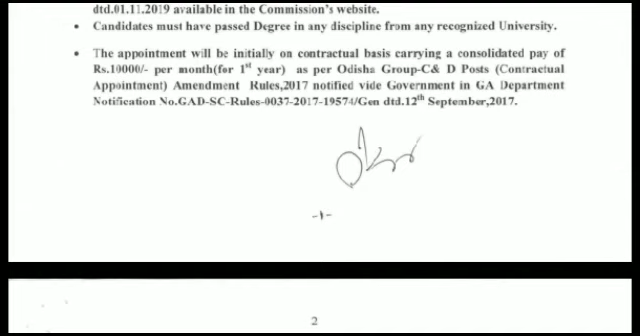 dtd.01.11.2019 available in the Commission's website.
• Candidates must have passed Degree in any discipline from any recognized University.
• The appointment will be initially on contractual basis carrying a consolidated pay of
Rs.10000/- per month(for 1st year) as per Odisha Group-C& D Posts (Contractual
Appointment) Amendment Rules,2017 notified vide Government in GA Department
Notification No.GAD-SC-Rules-0037-2017-19574/Gen dtd.12th September,2017.
-1-
2